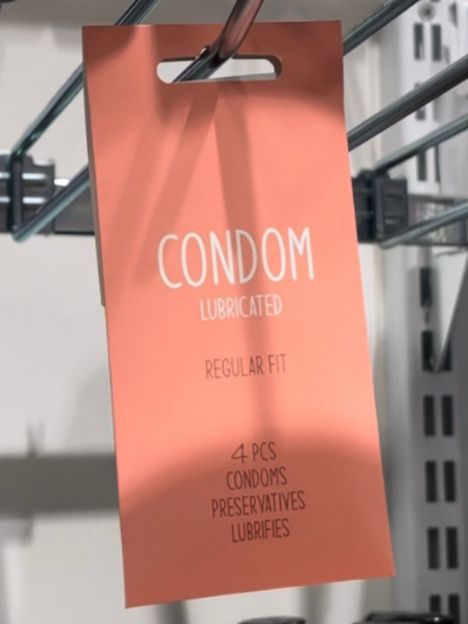 CONDOM
LUBRICATED
REGULAR FIT
4 PCS
CONDOMS
PRESERVATIVES
LUBRIFIES